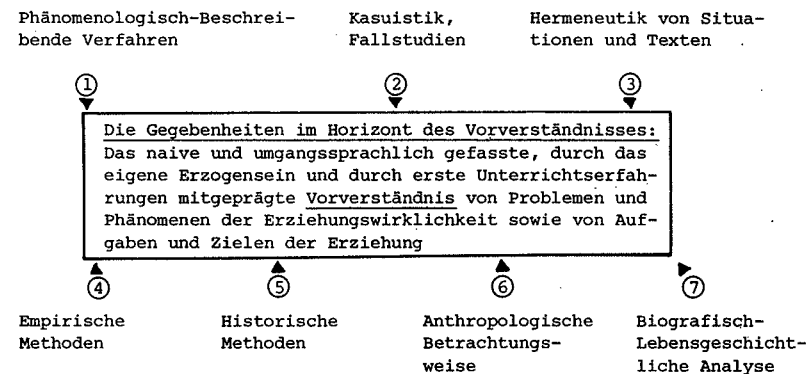 Phänomenologisch-Beschrei-
bende Verfahren
Kasuistik,
Fallstudien
Hermeneutik von Situa-
tionen und Texten
① ② ③
Die Gegebenheiten im Horizont des Vorverständnisses:
Das naive und umgangssprachlich gefasste, durch das
eigene Erzogensein und durch erste Unterrichtserfah-
rungen mitgeprägte Vorverständnis von Problemen und
Phänomenen der Erziehungswirklichkeit sowie von Auf-
gaben und Zielen der Erziehung
④ ⑤ ⑥ ⑦
Empirische
Methoden
Historische
Methoden
Anthropologische
Betrachtungs-
weise
Biografisch-
Lebensgeschicht-
liche Analyse